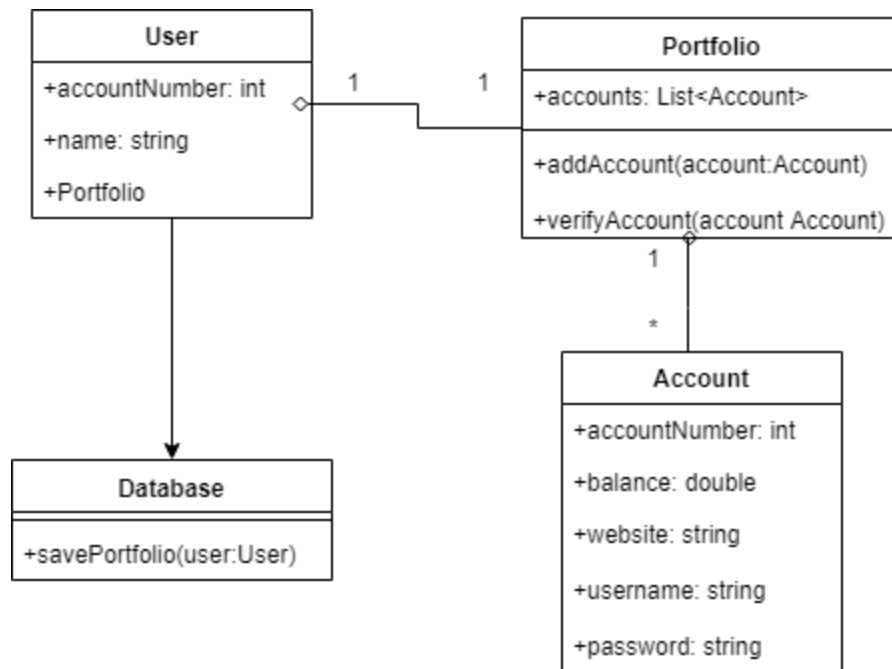 User
+accountNumber: int
+name: string
+Portfolio
1
1
Portfolio
+accounts: List<Account>
+addAccount(account:Account)
+verifyAccount(account Account)
1
*
Account
+accountNumber: int
+balance: double
+website: string
+username: string
+password: string
Database
+savePortfolio(user:User)